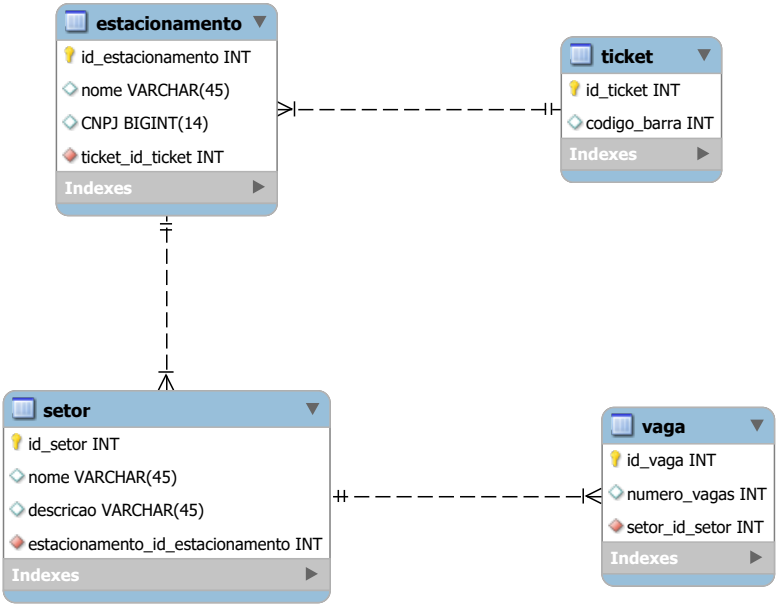 estacionamento
id_estacionamento INT
nome VARCHAR(45)
CNPJ BIGINT(14)
ticket_id_ticket INT
Indexes
ticket
id_ticket INT
codigo_barra INT
Indexes
setor
id_setor INT
nome VARCHAR(45)
descricao VARCHAR(45)
estacionamento_id_estacionamento INT
Indexes
vaga
id_vaga INT
numero_vagas INT
setor_id_setor INT
Indexes